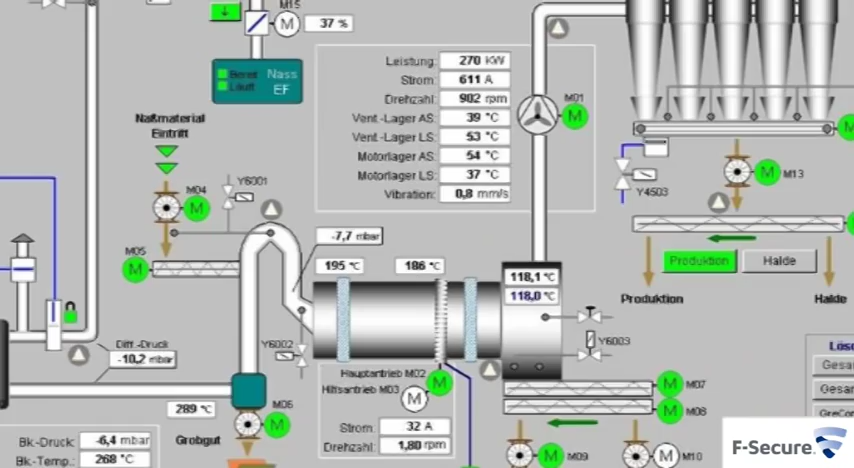 M15
37 %
Bereit
Läuft
Nass
EF
Naßmaterial
Eintritt
M04
Y6001
M05
Leistung: 270 KW
Strom: 611 A
Drehzahl: 902 rpm
Vent.-Lager AS: 39 °C
Vent.-Lager LS: 53 °C
Motorlager AS: 54 °C
Motorlager LS: 37 °C
Vibration: 0,8 mm/s
M01
M
M
M
M
M
M13
Y4503
-7,7 mbar
195 °C
186 °C
118,1 °C
118,0 °C
Produktion
Halde
Produktion
Halde
Y6002
Y6003
Diff.-Druck
-10,2 mbar
Hauptantrieb M02
Hilfsantrieb M03
M
M
Strom: 32 A
Drehzahl: 1,80 rpm
289 °C
M06
M
Grobgut
Bk.-Druck: -6,4 mbar
Bk.-Temp.: 268 °C
M M07
M M08
M M09
M M10
F-Secure.